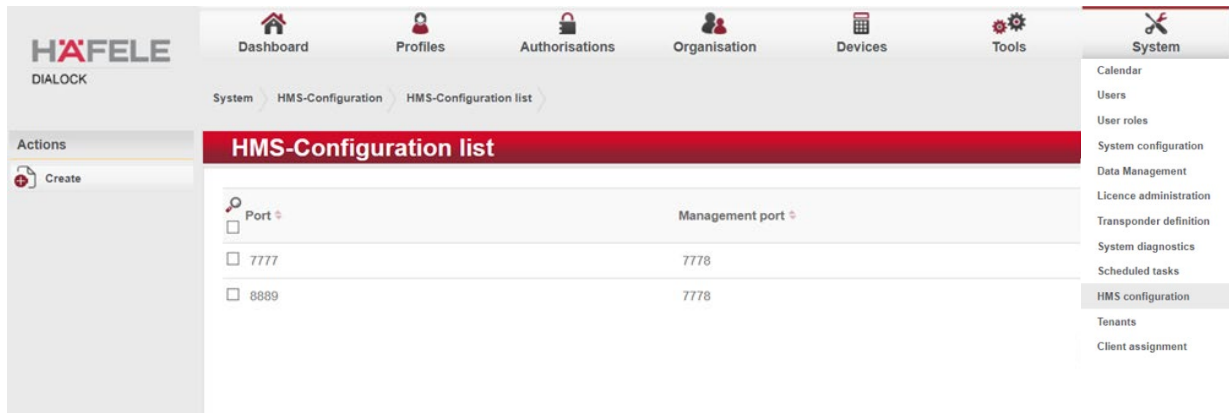 HÄFELE
DIALOCK
Dashboard
Profiles
Authorisations
Organisation
Devices
Tools
System
System
HMS-Configuration
HMS-Configuration list
Calendar
Users
User roles
System configuration
Data Management
Licence administration
Transponder definition
System diagnostics
Scheduled tasks
HMS configuration
Tenants
Client assignment
Actions
Create
HMS-Configuration list
Port
Management port
7777
7778
8889
7778